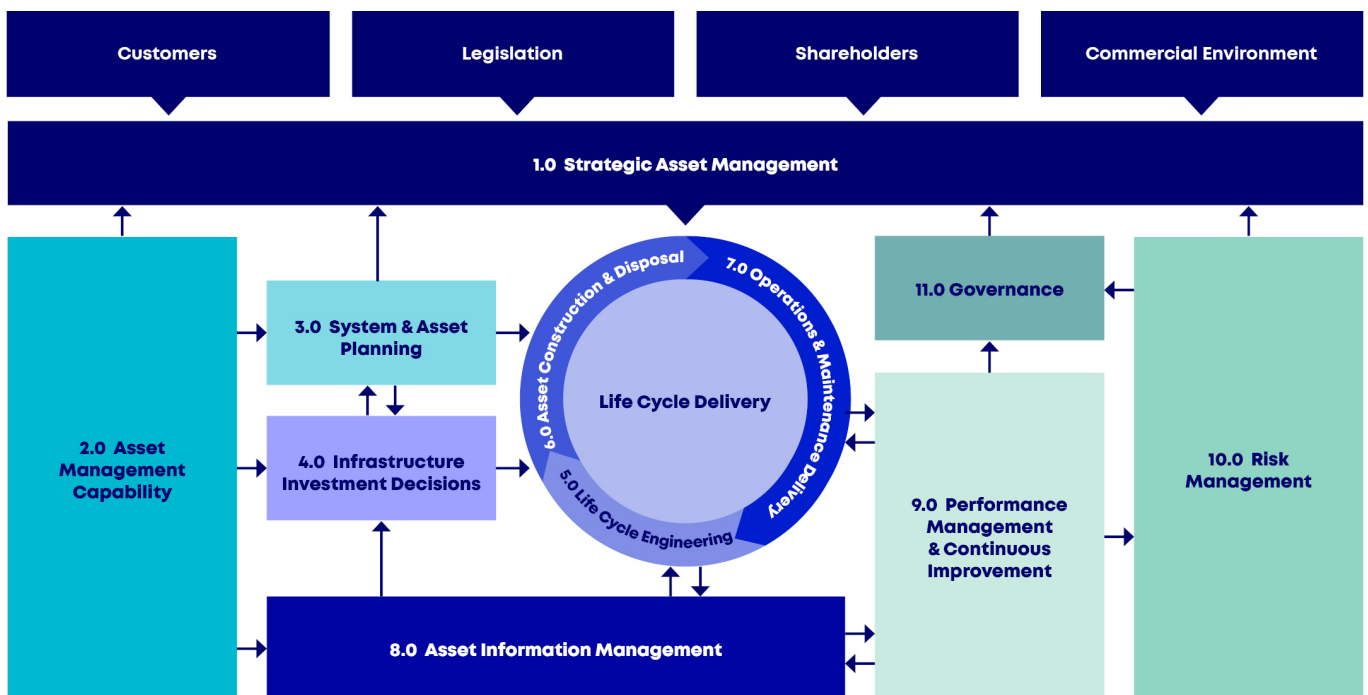 Customers
Legislation
Shareholders
Commercial Environment
1.0 Strategic Asset Management
2.0 Asset
Management
Capability
3.0 System & Asset
Planning
4.0 Infrastructure
Investment Decisions
5.0 Life Cycle Engineering
6.0 Asset Construction & Disposal
7.0 Operations & Maintenance Delivery
Life Cycle Delivery
8.0 Asset Information Management
11.0 Governance
9.0 Performance
Management
& Continuous
Improvement
10.0 Risk
Management